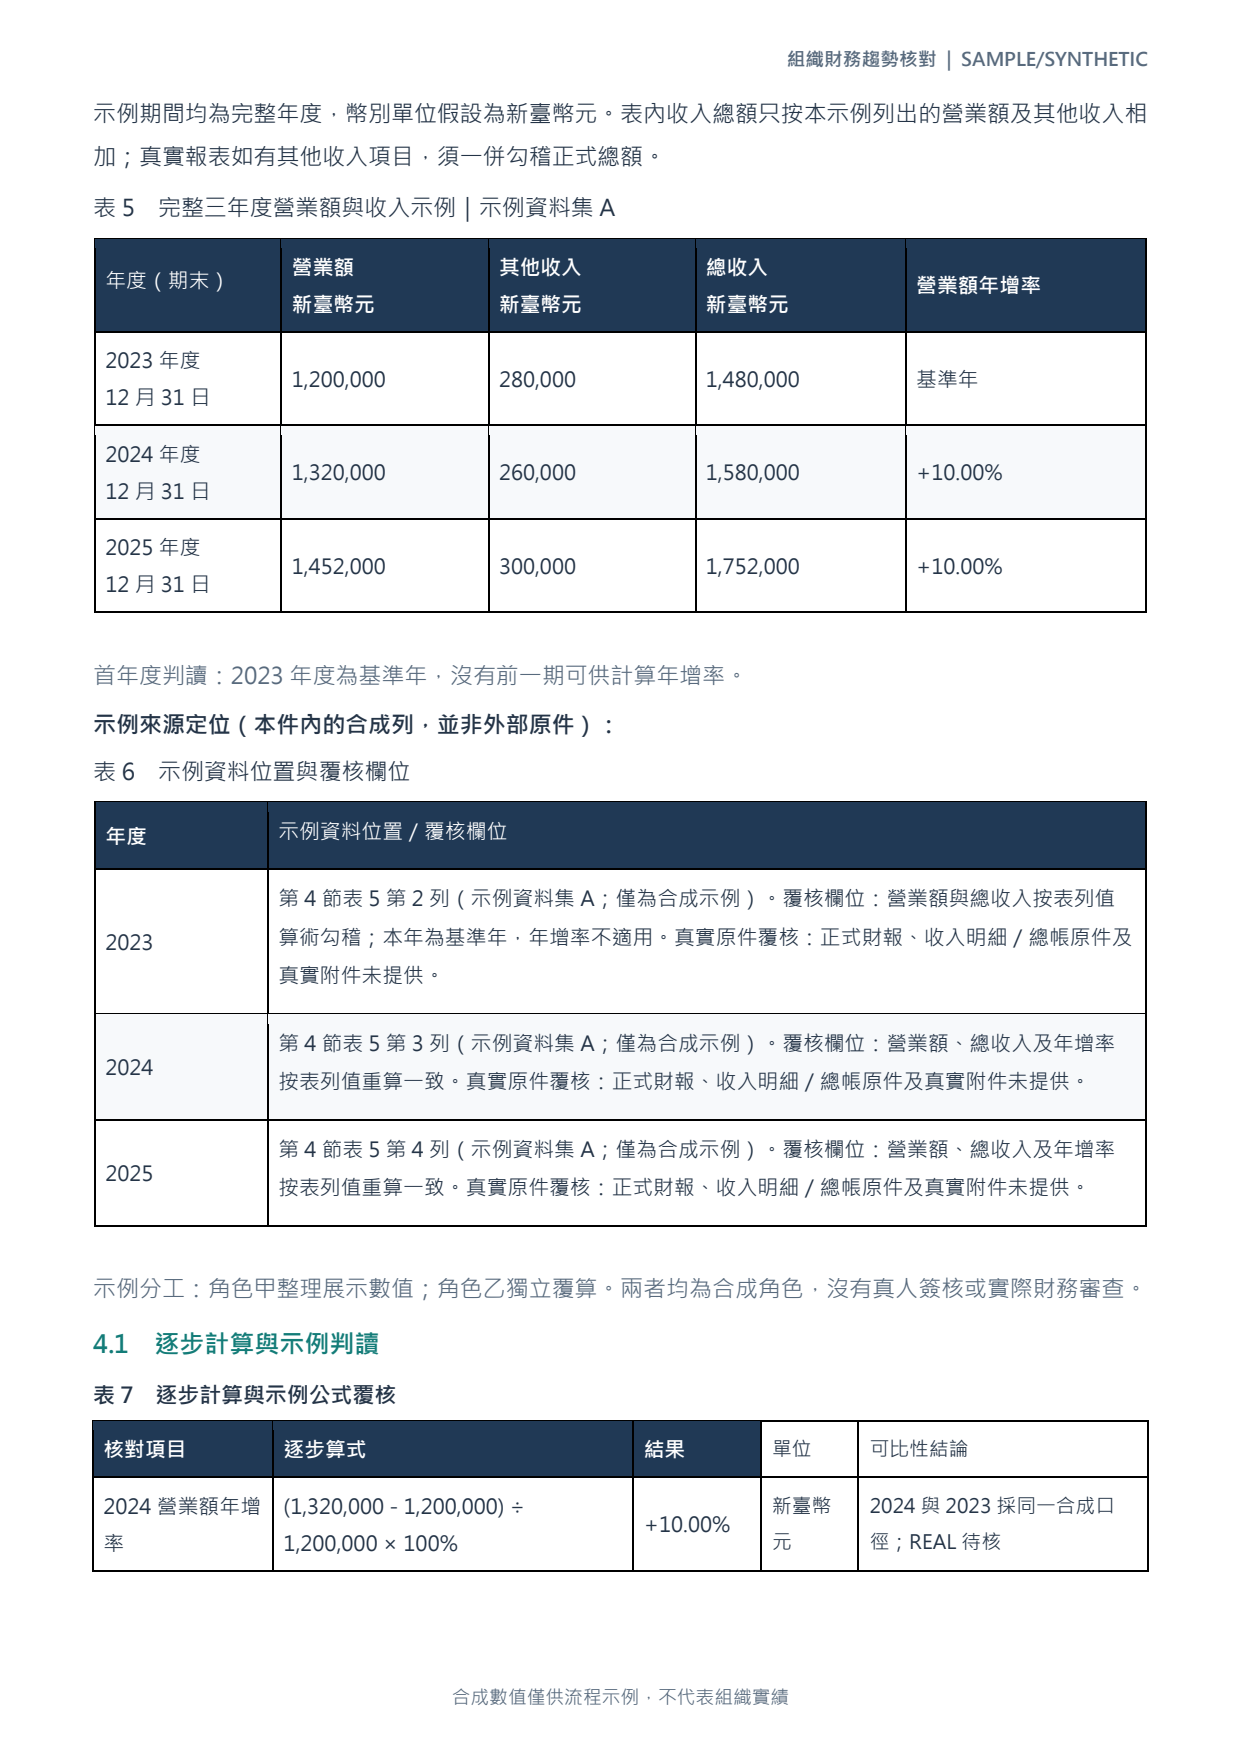 組織財務趨勢核對 | SAMPLE/SYNTHETIC
示例期間均為完整年度，幣別單位假設為新臺幣元。表內收入總額只按本示例列出的營業額及其他收入相
加；真實報表如有其他收入項目，須一併勾稽正式總額。
表 5　完整三年度營業額與收入示例 | 示例資料集 A
年度（期末）
營業額
新臺幣元
其他收入
新臺幣元
總收入
新臺幣元
營業額年增率
2023 年度
12 月 31 日
1,200,000
280,000
1,480,000
基準年
2024 年度
12 月 31 日
1,320,000
260,000
1,580,000
+10.00%
2025 年度
12 月 31 日
1,452,000
300,000
1,752,000
+10.00%
首年度判讀：2023 年度為基準年，沒有前一期可供計算年增率。
示例來源定位（本件內的合成列，並非外部原件）：
表 6　示例資料位置與覆核欄位
年度
示例資料位置 / 覆核欄位
2023
第 4 節表 5 第 2 列（示例資料集 A；僅為合成示例）。覆核欄位：營業額與總收入按表列值
算術勾稽；本年為基準年，年增率不適用。真實原件覆核：正式財報、收入明細 / 總帳原件及
真實附件未提供。
2024
第 4 節表 5 第 3 列（示例資料集 A；僅為合成示例）。覆核欄位：營業額、總收入及年增率
按表列值重算一致。真實原件覆核：正式財報、收入明細 / 總帳原件及真實附件未提供。
2025
第 4 節表 5 第 4 列（示例資料集 A；僅為合成示例）。覆核欄位：營業額、總收入及年增率
按表列值重算一致。真實原件覆核：正式財報、收入明細 / 總帳原件及真實附件未提供。
示例分工：角色甲整理展示數值；角色乙獨立覆算。兩者均為合成角色，沒有真人簽核或實際財務審查。
4.1　逐步計算與示例判讀
表 7　逐步計算與示例公式覆核
核對項目
逐步算式
結果
單位
可比性結論
2024 營業額年增
率
(1,320,000 - 1,200,000) ÷
1,200,000 × 100%
+10.00%
新臺幣
元
2024 與 2023 採同一合成口
徑；REAL 待核
合成數值僅供流程示例，不代表組織實績